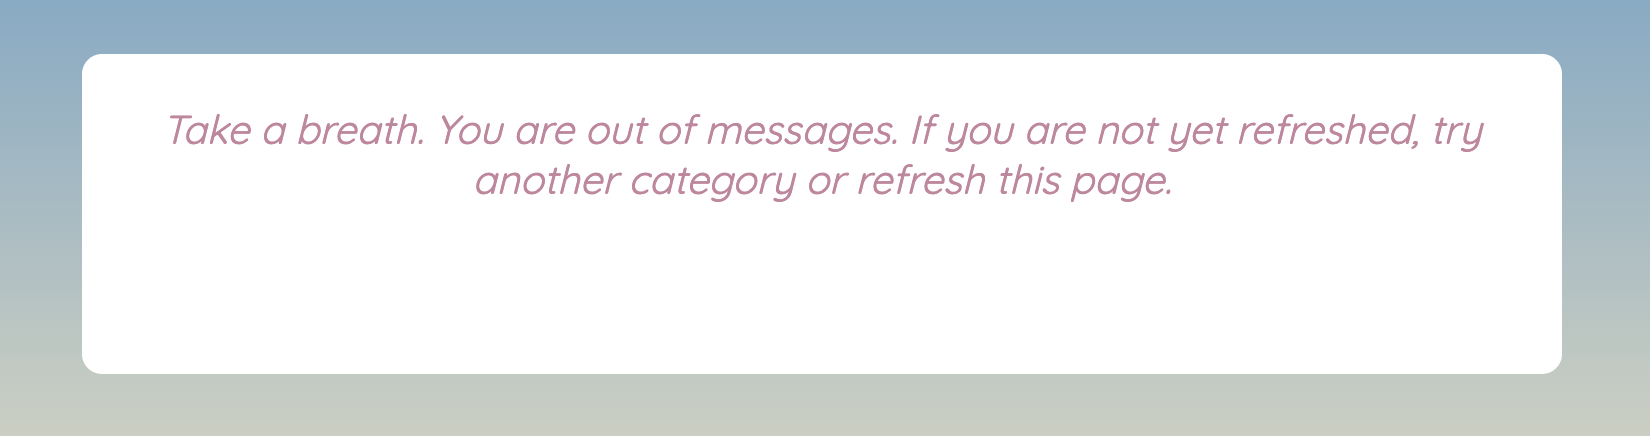 Take a breath. You are out of messages. If you are not yet refreshed, try
another category or refresh this page.